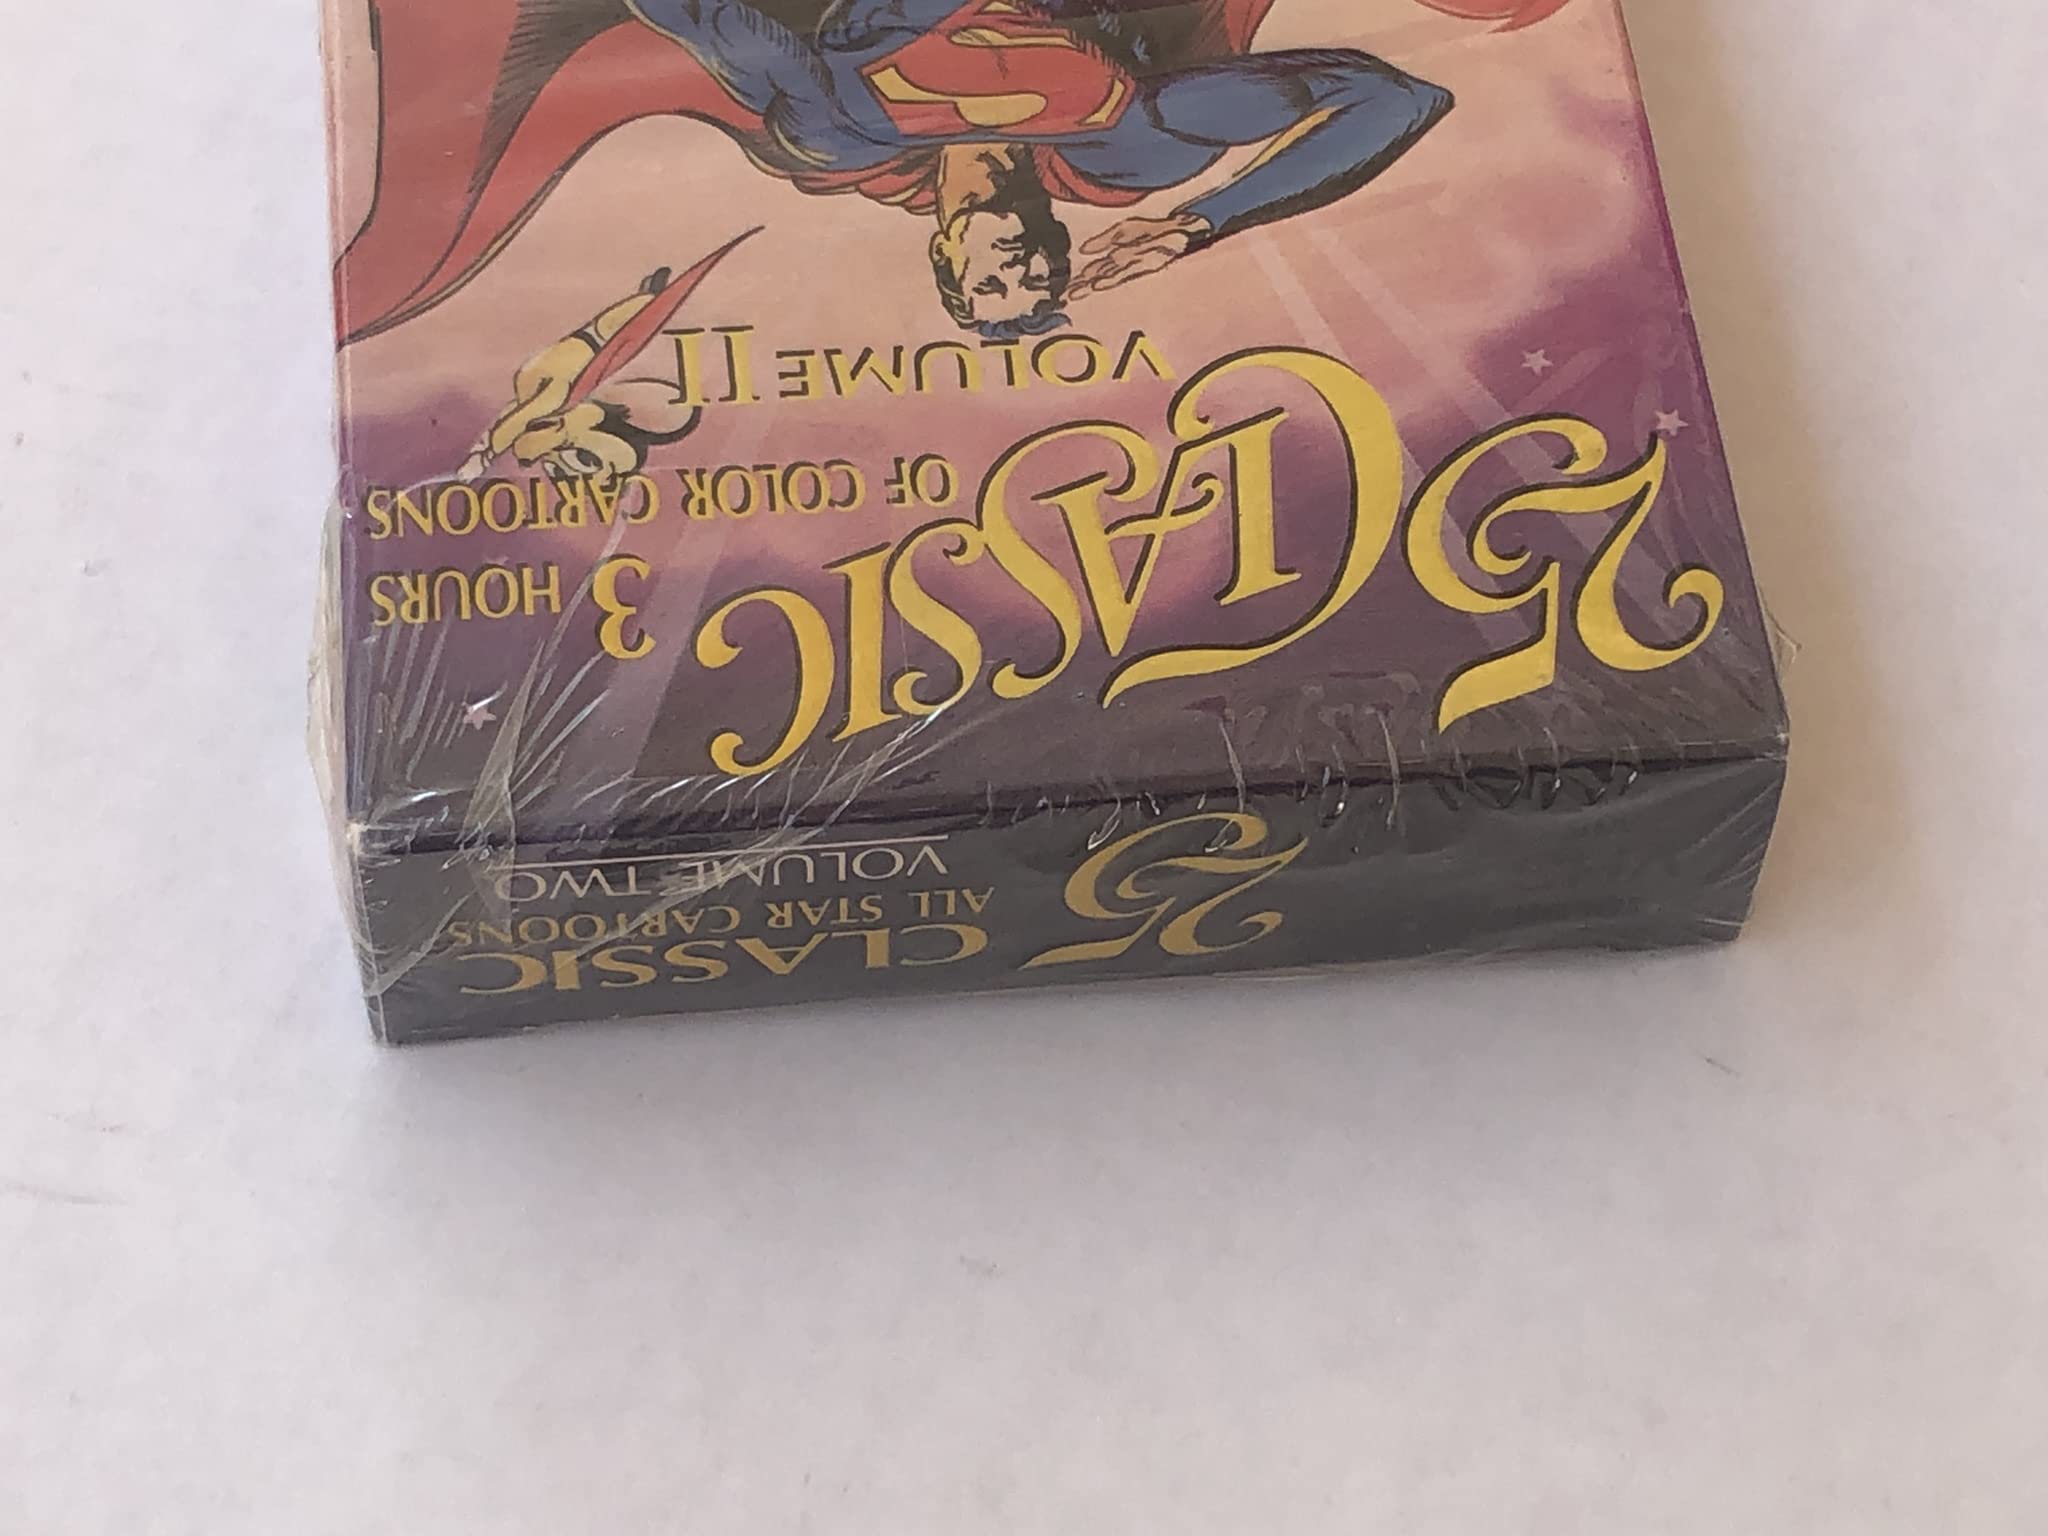 25 CLASSIC
3 HOURS
OF COLOR CARTOONS
VOLUME II
25 CLASSIC
ALL STAR CARTOONS
VOLUME TWO